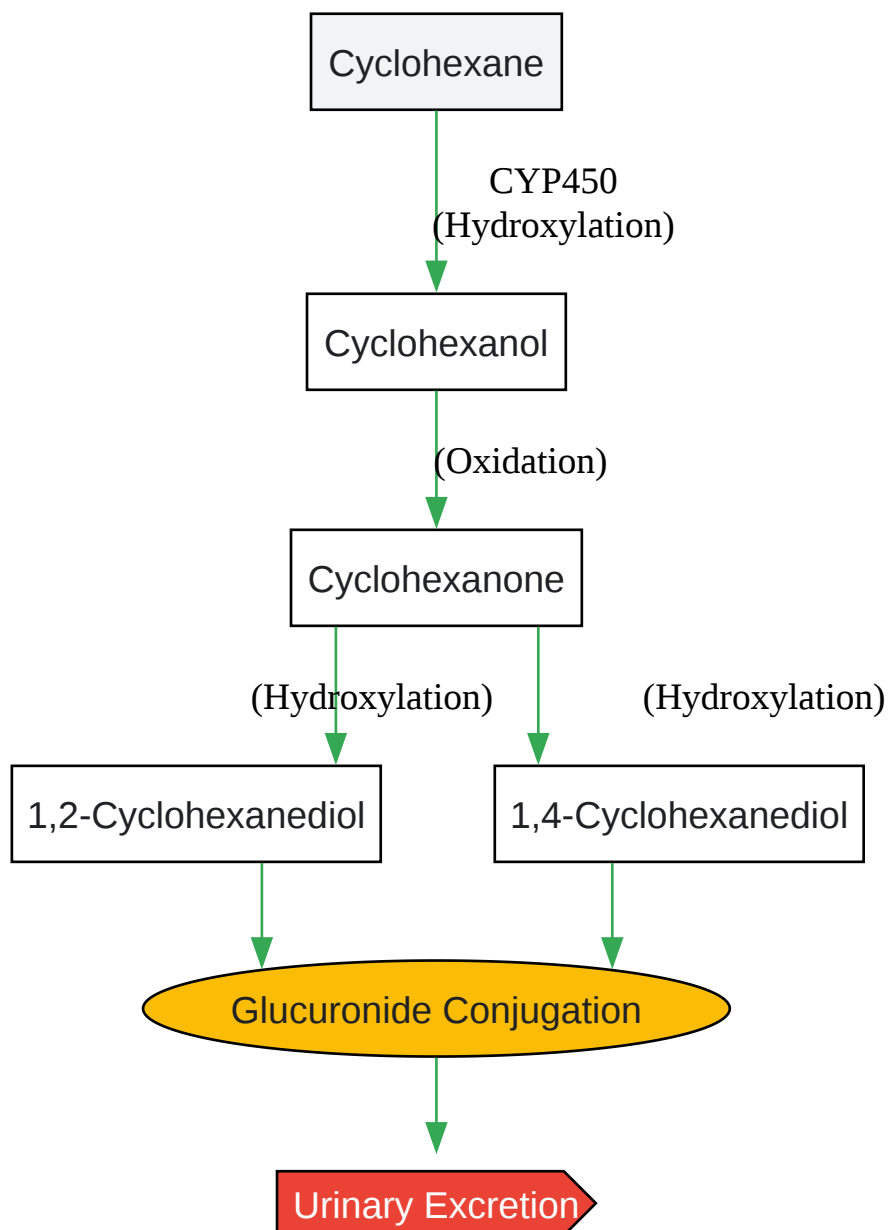 Cyclohexane
CYP450
(Hydroxylation)
Cyclohexanol
(Oxidation)
Cyclohexanone
(Hydroxylation)
(Hydroxylation)
1,2-Cyclohexanediol
1,4-Cyclohexanediol
Glucuronide Conjugation
Urinary Excretion